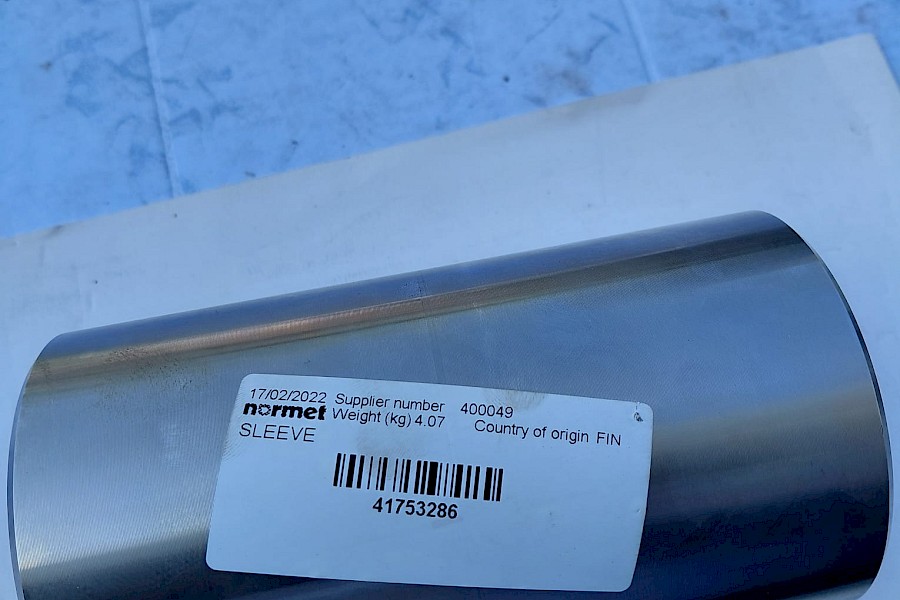 17/02/2022 Supplier number 400049
normet Weight (kg) 4.07 Country of origin FIN
SLEEVE
41753286